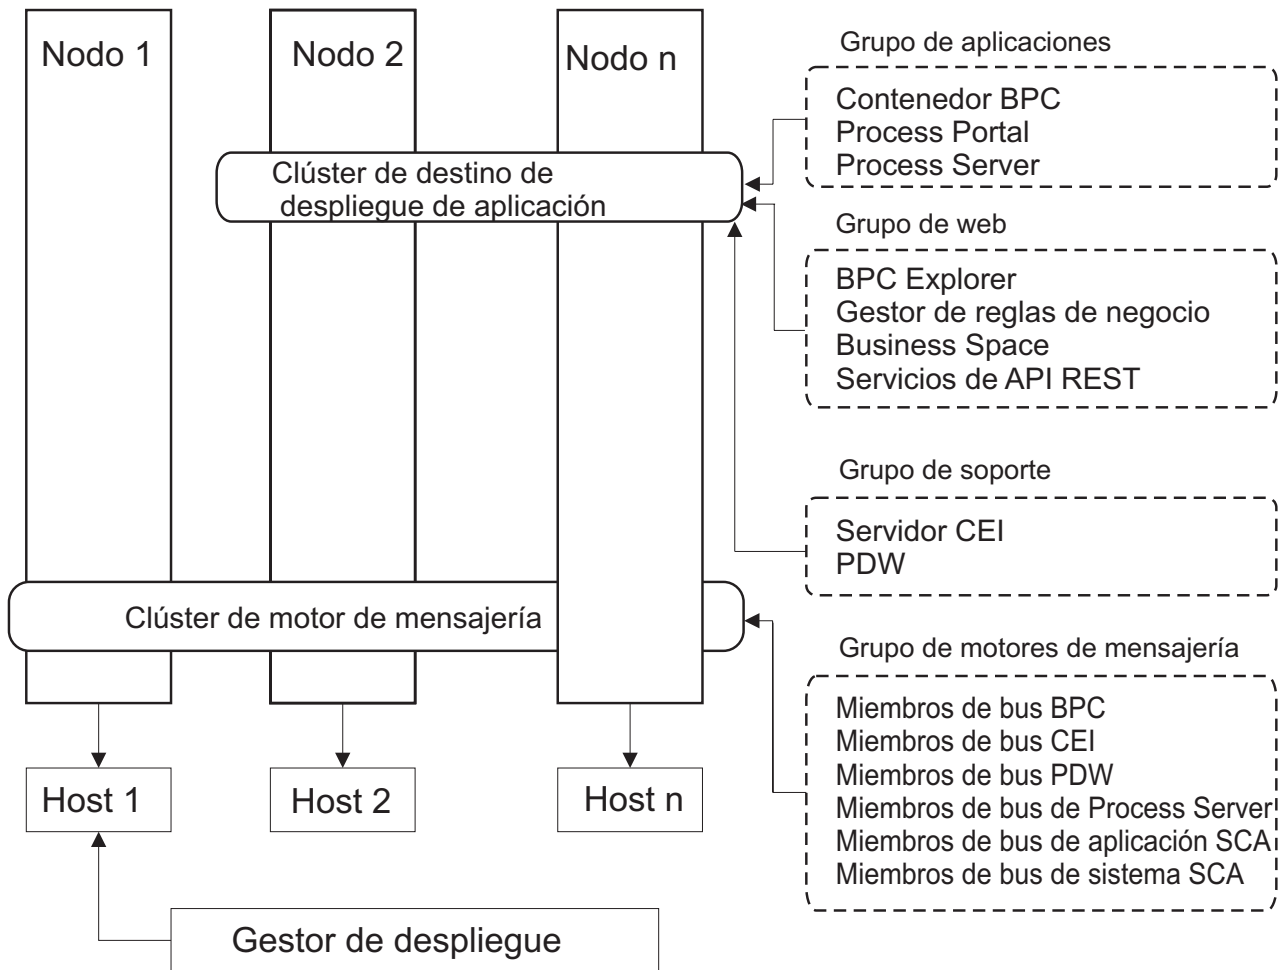 Nodo 1
Nodo 2
Nodo n
Clúster de destino de
despliegue de aplicación
Clúster de motor de mensajería
Host 1
Host 2
Host n
Gestor de despliegue
Grupo de aplicaciones
Contenedor BPC
Process Portal
Process Server
Grupo de web
BPC Explorer
Gestor de reglas de negocio
Business Space
Servicios de API REST
Grupo de soporte
Servidor CEI
PDW
Grupo de motores de mensajería
Miembros de bus BPC
Miembros de bus CEI
Miembros de bus PDW
Miembros de bus de Process Server
Miembros de bus de aplicación SCA
Miembros de bus de sistema SCA